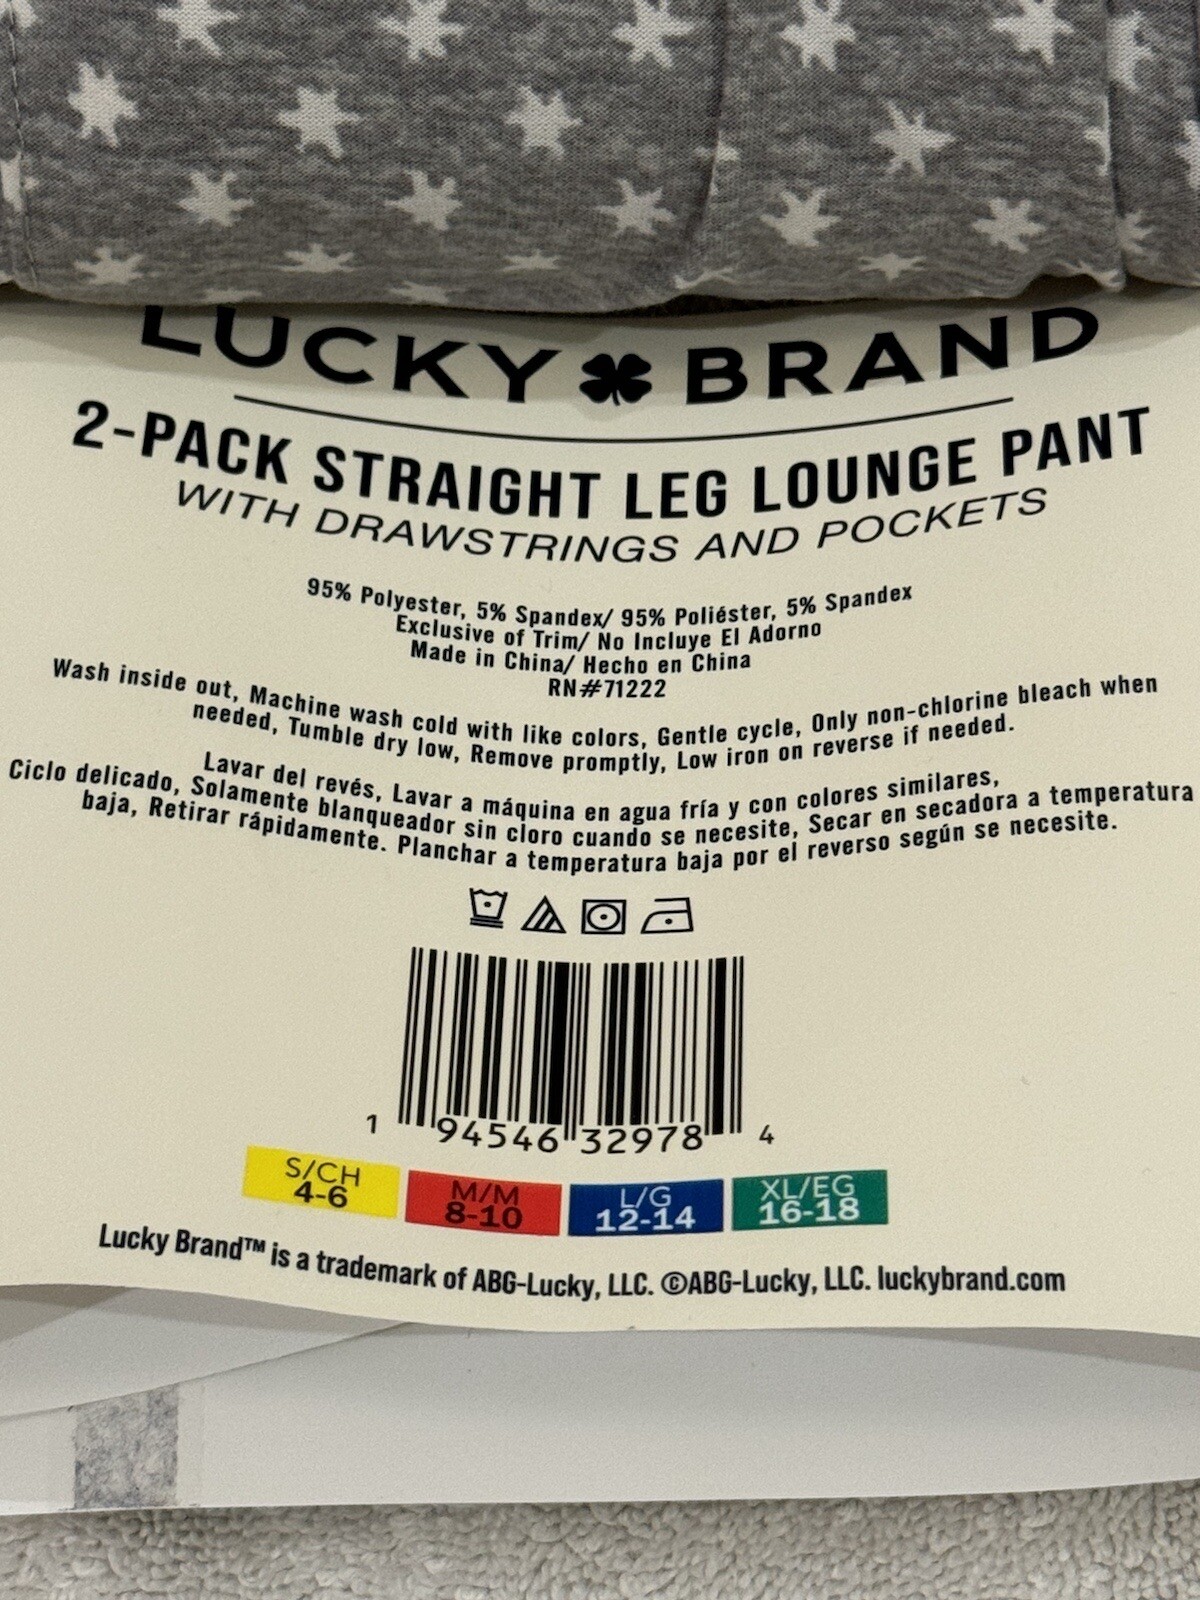 LUCKY BRAND
2-PACK STRAIGHT LEG LOUNGE PANT
WITH DRAWSTRINGS AND POCKETS
95% Polyester, 5% Spandex/ 95% Poliéster, 5% Spandex
Exclusive of Trim/ No Incluye El Adorno
Made in China/ Hecho en China
RN#71222
Wash inside out, Machine wash cold with like colors, Gentle cycle, Only non-chlorine bleach when
needed, Tumble dry low, Remove promptly, Low iron on reverse if needed.
Lavar del revés, Lavar a máquina en agua fría y con colores similares,
Ciclo delicado, Solamente blanqueador sin cloro cuando se necesite, Secar en secadora a temperatura
baja, Retirar rápidamente. Planchar a temperatura baja por el reverso según se necesite.
1 94546 32978 4
S/CH M/M L/G XL/EG
4-6 8-10 12-14 16-18
Lucky Brand™ is a trademark of ABG-Lucky, LLC. ©ABG-Lucky, LLC. luckybrand.com